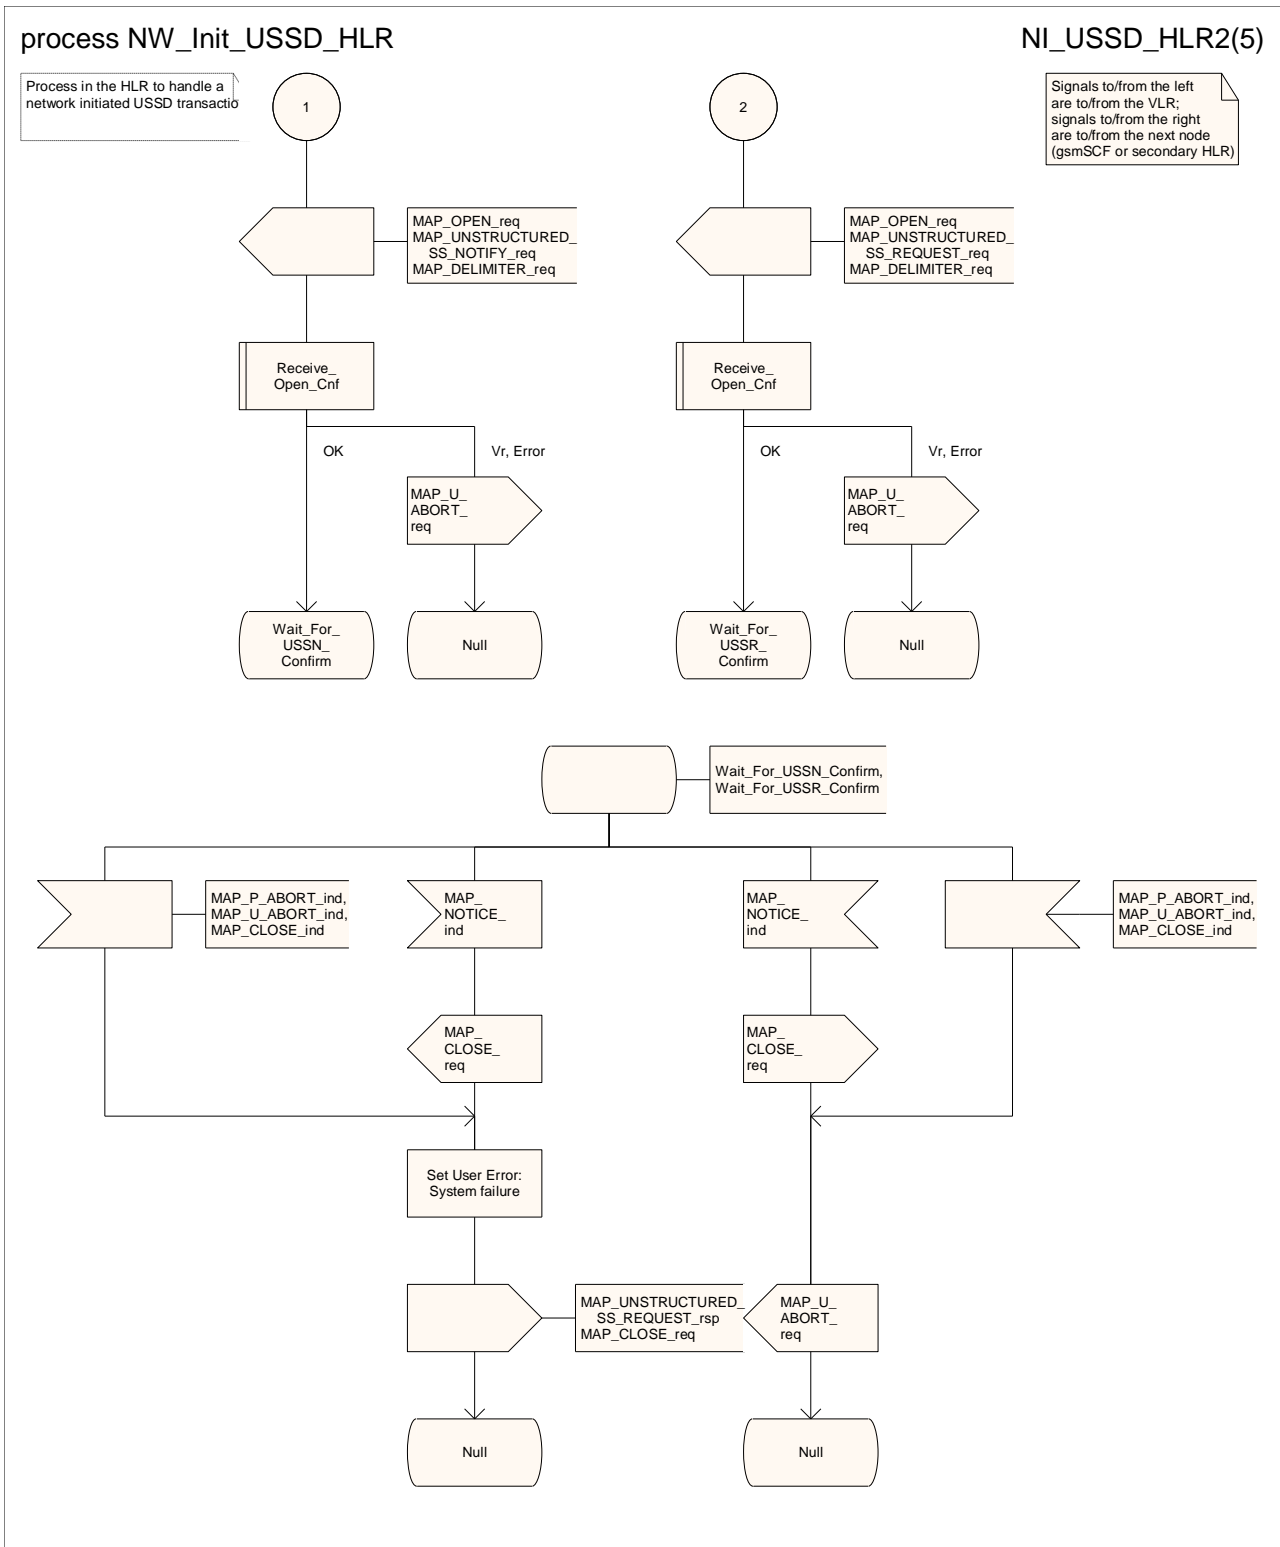 process NW_Init_USSD_HLR
NI_USSD_HLR2(5)
Process in the HLR to handle a
network initiated USSD transactio
1
2
Signals to/from the left
are to/from the VLR;
signals to/from the right
are to/from the next node
(gsmSCF or secondary HLR)
MAP_OPEN_req
MAP_UNSTRUCTURED_
SS_NOTIFY_req
MAP_DELIMITER_req
MAP_OPEN_req
MAP_UNSTRUCTURED_
SS_REQUEST_req
MAP_DELIMITER_req
Receive_
Open_Cnf
Receive_
Open_Cnf
OK
Vr, Error
OK
Vr, Error
MAP_U_
ABORT_
req
MAP_U_
ABORT_
req
Wait_For_
USSN_
Confirm
Null
Wait_For_
USSR_
Confirm
Null
Wait_For_USSN_Confirm,
Wait_For_USSR_Confirm
MAP_P_ABORT_ind,
MAP_U_ABORT_ind,
MAP_CLOSE_ind
MAP_
NOTICE_
ind
MAP_
NOTICE_
ind
MAP_P_ABORT_ind,
MAP_U_ABORT_ind,
MAP_CLOSE_ind
MAP_
CLOSE_
req
MAP_
CLOSE_
req
Set User Error:
System failure
MAP_UNSTRUCTURED_
SS_REQUEST_rsp
MAP_CLOSE_req
MAP_U_
ABORT_
req
Null
Null